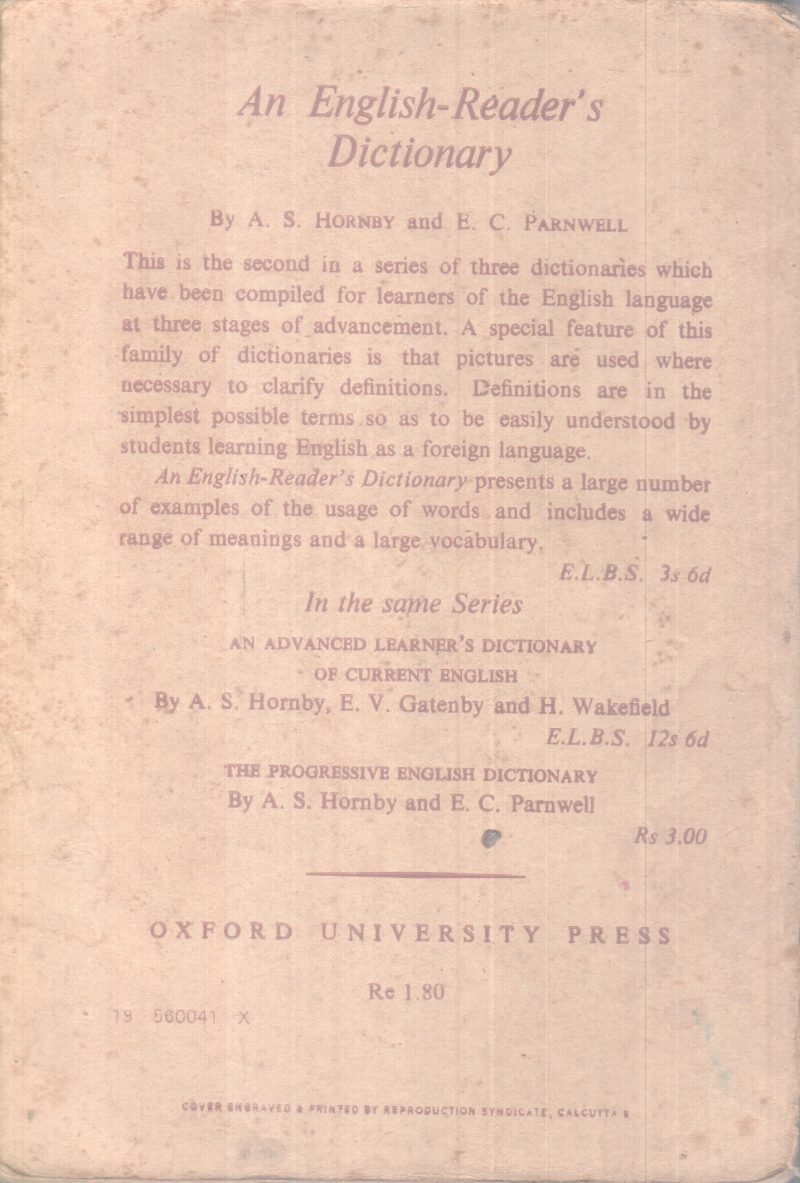 An English-Reader's
Dictionary
By A. S. HORNBY and E. C. PARNWELL
This is the second in a series of three dictionaries which
have been compiled for learners of the English language
at three stages of advancement. A special feature of this
family of dictionaries is that pictures are used where
necessary to clarify definitions. Definitions are in the
simplest possible terms so as to be easily understood by
students learning English as a foreign language.
An English-Reader's Dictionary presents a large number
of examples of the usage of words and includes a wide
range of meanings and a large vocabulary.
E.L.B.S. 3s 6d
In the same Series
AN ADVANCED LEARNER'S DICTIONARY
OF CURRENT ENGLISH
By A. S. Hornby, E. V. Gatenby and H. Wakefield
E.L.B.S. 12s 6d
THE PROGRESSIVE ENGLISH DICTIONARY
By A. S. Hornby and E. C. Parnwell
Rs 3.00
OXFORD UNIVERSITY PRESS
Re 1.80
19 560041 X
COVER ENGRAVED & PRINTED BY REPRODUCTION SYNDICATE, CALCUTTA